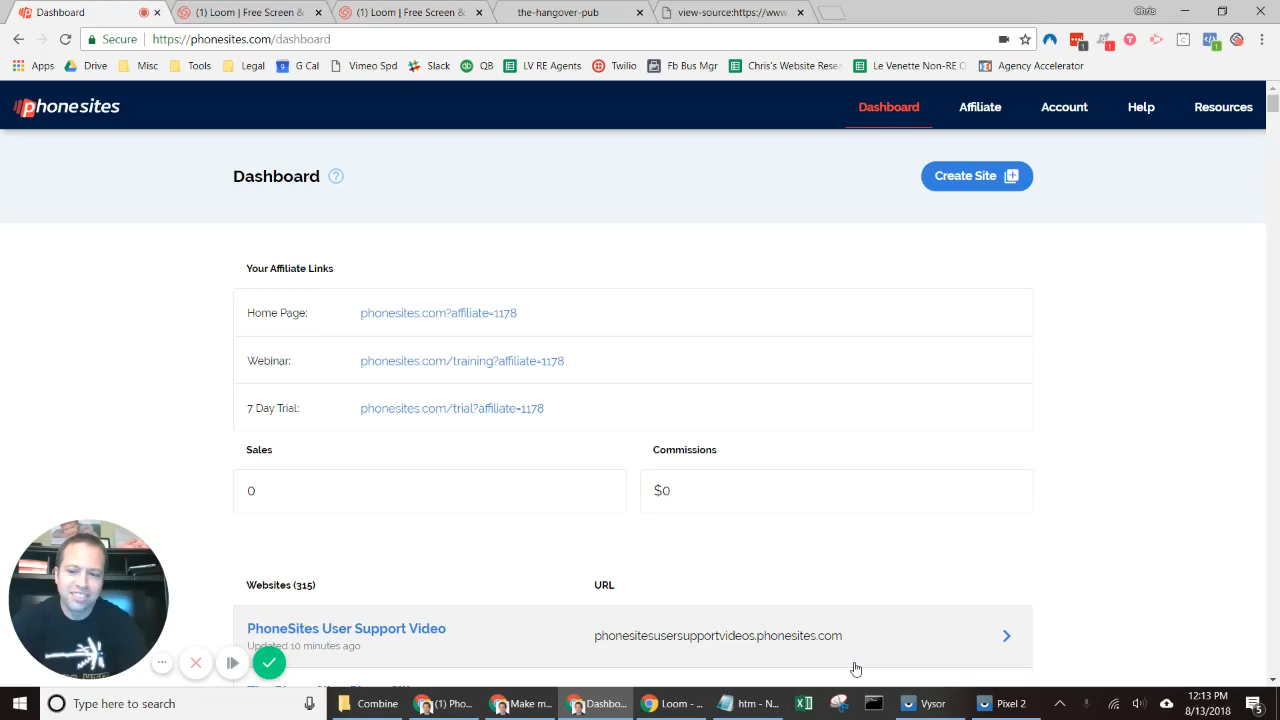 Dashboard
(1) Loom | Free Screen &
(1) Loom | Free Screen &
the-hangover-pub
view-source:https://www
Secure
https://phonesites.com/dashboard
Apps
Drive
Misc
Tools
Legal
G Cal
Vimeo Spd
Slack
QB
LV RE Agents
Twilio
Fb Bus Mgr
Chris's Website Resea
Le Venette Non-RE C
Agency Accelerator
phonesites
Dashboard
Affiliate
Account
Help
Resources
Dashboard
Create Site
Your Affiliate Links
Home Page:
phonesites.com?affiliate=1178
Webinar:
phonesites.com/training?affiliate=1178
7 Day Trial:
phonesites.com/trial?affiliate=1178
Sales
Commissions
0
$0
Websites (315)
URL
PhoneSites User Support Video
Updated 10 minutes ago
phonesitesusersupportvideos.phonesites.com
Type here to search
Combine
(1) Pho...
Make m...
Dashbo...
Loom - ...
htm - N...
Vysor
Pixel 2
12:13 PM
8/13/2018
5